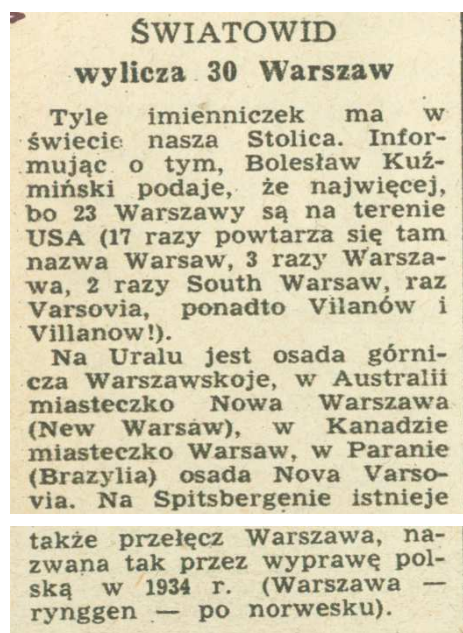 ŚWIATOWID
wylicza 30 Warszaw
Tyle imienniczek ma w
świecie nasza Stolica. Infor-
mując o tym, Bolesław Kuź-
miński podaje, że najwięcej,
bo 23 Warszawy są na terenie
USA (17 razy powtarza się tam
nazwa Warsaw, 3 razy Warsza-
wa, 2 razy South Warsaw, raz
Varsovia, ponadto Vilanów i
Villanow!).
Na Uralu jest osada górni-
cza Warszawskoje, w Australii
miasteczko Nowa Warszawa
(New Warsaw), w Kanadzie
miasteczko Warsaw, w Paranie
(Brazylia) osada Nova Varso-
via. Na Spitsbergenie istnieje
także przełęcz Warszawa, na-
zwana tak przez wyprawę pol-
ską w 1934 r. (Warszawa —
rynggen — po norwesku).